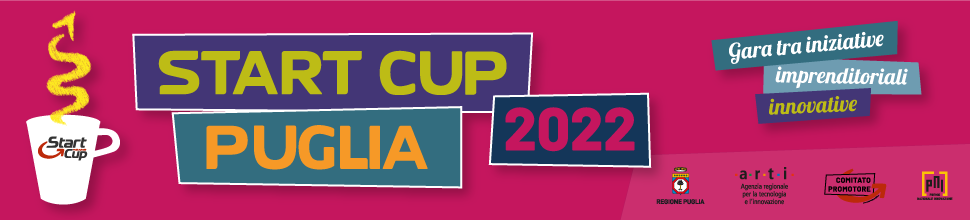 Start
Cup
START CUP
PUGLIA
2022
Gara tra iniziative
imprenditoriali
innovative
REGIONE PUGLIA
a·r·t·i
Agenzia regionale
per la tecnologia
e l'innovazione
COMITATO
PROMOTORE
PNI